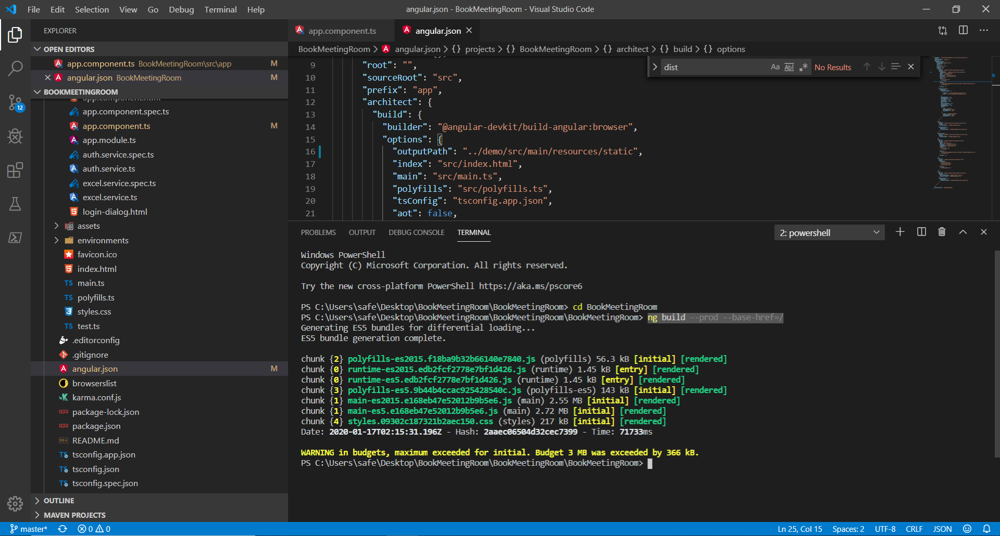 File Edit Selection View Go Debug Terminal Help
angular.json - BookMeetingRoom - Visual Studio Code
EXPLORER
OPEN EDITORS
app.component.ts BookMeetingRoom\src\app M
angular.json BookMeetingRoom M
BOOKMEETINGROOM
app.component.html
app.component.spec.ts
app.component.ts M
app.module.ts
auth.service.spec.ts
auth.service.ts
excel.service.spec.ts
excel.service.ts
login-dialog.html
assets
environments
favicon.ico
index.html
TS main.ts
TS polyfills.ts
styles.css
TS test.ts
.editorconfig
.gitignore
angular.json M
browserslist
karma.conf.js
package-lock.json
package.json
README.md
tsconfig.app.json
tsconfig.json
tsconfig.spec.json
OUTLINE
MAVEN PROJECTS
12
app.component.ts
angular.json
BookMeetingRoom > angular.json > {} projects > {} BookMeetingRoom > {} architect > {} build > {} options
dist Aa Abl .* No Results
9 "root": "",
10 "sourceRoot": "src",
11 "prefix": "app",
12 "architect": {
13 "build": {
14 "builder": "@angular-devkit/build-angular:browser",
15 "options": {
16 "outputPath": "../demo/src/main/resources/static",
17 "index": "src/index.html",
18 "main": "src/main.ts",
19 "polyfills": "src/polyfills.ts",
20 "tsConfig": "tsconfig.app.json",
21 "aot": false,
PROBLEMS OUTPUT DEBUG CONSOLE TERMINAL
2: powershell
Windows PowerShell
Copyright (C) Microsoft Corporation. All rights reserved.
Try the new cross-platform PowerShell https://aka.ms/pscore6
PS C:\Users\safe\Desktop\BookMeetingRoom\BookMeetingRoom> cd BookMeetingRoom
PS C:\Users\safe\Desktop\BookMeetingRoom\BookMeetingRoom\BookMeetingRoom> ng build --prod --base-href=/
Generating ES5 bundles for differential loading...
ES5 bundle generation complete.
chunk {2} polyfills-es2015.f18ba9b32b66140e7840.js (polyfills) 56.3 kB [initial] [rendered]
chunk {0} runtime-es2015.edb2fcf2778e7bf1d426.js (runtime) 1.45 kB [entry] [rendered]
chunk {0} runtime-es5.edb2fcf2778e7bf1d426.js (runtime) 1.45 kB [entry] [rendered]
chunk {3} polyfills-es5.9b44b4ccac925428540c.js (polyfills-es5) 143 kB [initial] [rendered]
chunk {1} main-es2015.e168eb47e52012b9b5e6.js (main) 2.55 MB [initial] [rendered]
chunk {1} main-es5.e168eb47e52012b9b5e6.js (main) 2.72 MB [initial] [rendered]
chunk {4} styles.09302c187321b2aec150.css (styles) 217 kB [initial] [rendered]
Date: 2020-01-17T02:15:31.196Z - Hash: 2aaec06504d32cec7399 - Time: 71733ms
WARNING in budgets, maximum exceeded for initial. Budget 3 MB was exceeded by 366 kB.
PS C:\Users\safe\Desktop\BookMeetingRoom\BookMeetingRoom\BookMeetingRoom>
master* 0 0
Ln 25, Col 15 Spaces: 2 UTF-8 CRLF JSON